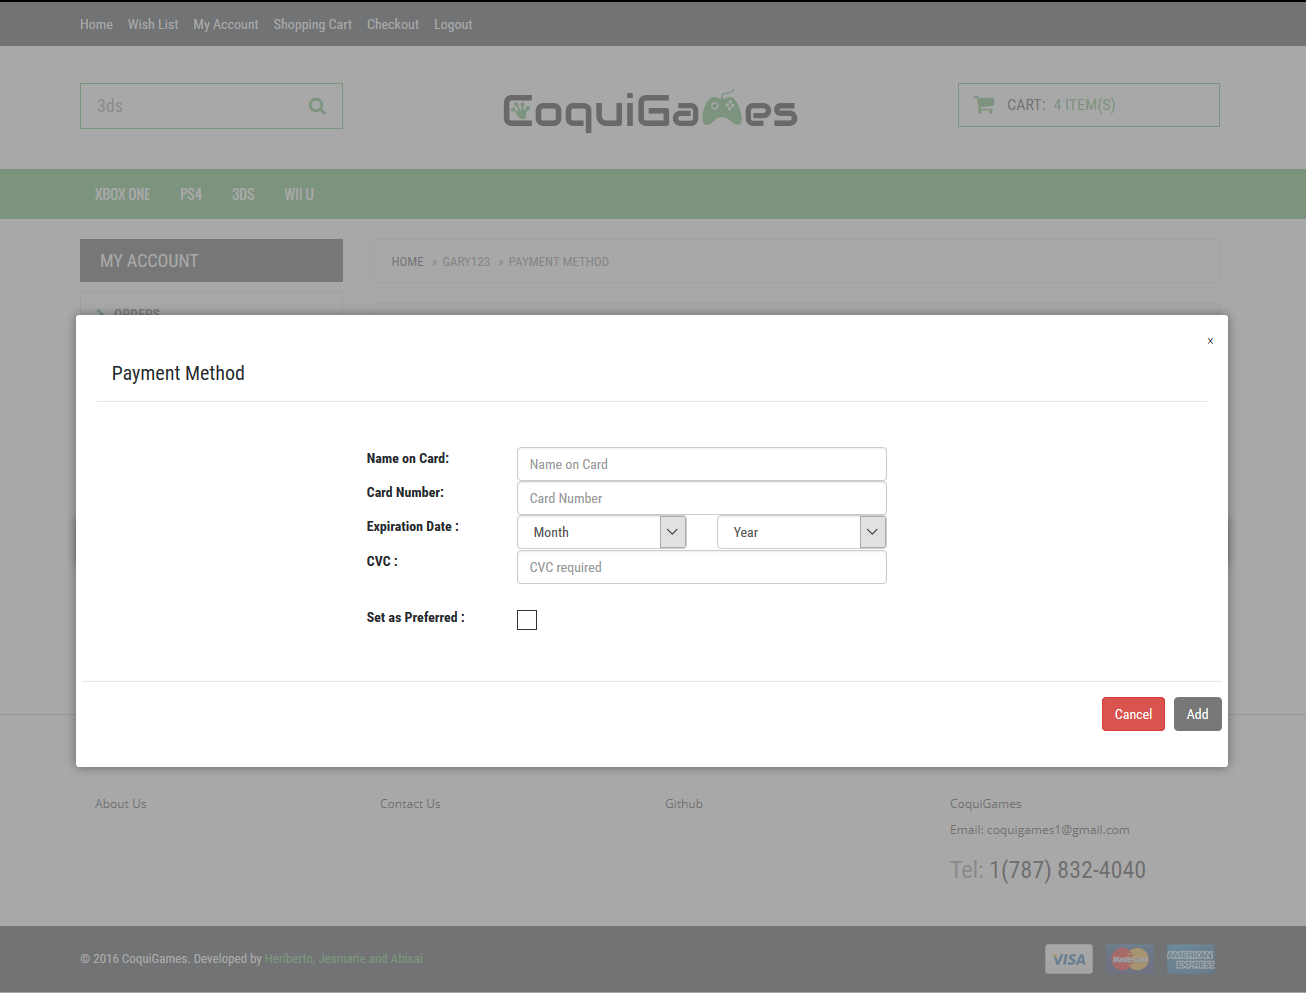 Home Wish List My Account Shopping Cart Checkout Logout
3ds
CoquiGames
CART: 4 ITEM(S)
XBOX ONE PS4 3DS WII U
MY ACCOUNT
HOME » GARY123 » PAYMENT METHOD
ORDERS
x
Payment Method
Name on Card: Name on Card
Card Number: Card Number
Expiration Date : Month Year
CVC : CVC required
Set as Preferred :
Cancel Add
About Us Contact Us Github CoquiGames
Email: coquigames1@gmail.com
Tel: 1(787) 832-4040
© 2016 CoquiGames. Developed by Heriberto, Jesmarie and Abisai
VISA MasterCard AMERICAN EXPRESS